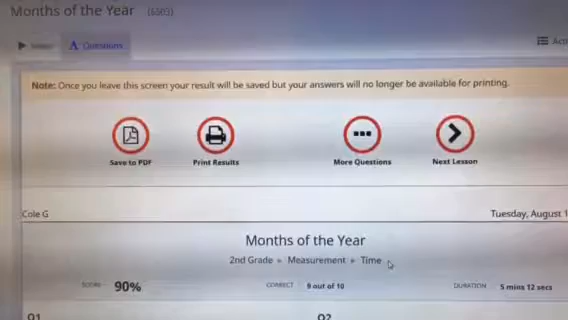 Months of the Year (6503)
Questions
Note: Once you leave this screen your result will be saved but your answers will no longer be available for printing.
Save to PDF Print Results More Questions Next Lesson
Cole G Tuesday, August 1
Months of the Year
2nd Grade Measurement Time
SCORE 90% CORRECT 9 out of 10 DURATION 5 mins 12 secs
Q1 Q2